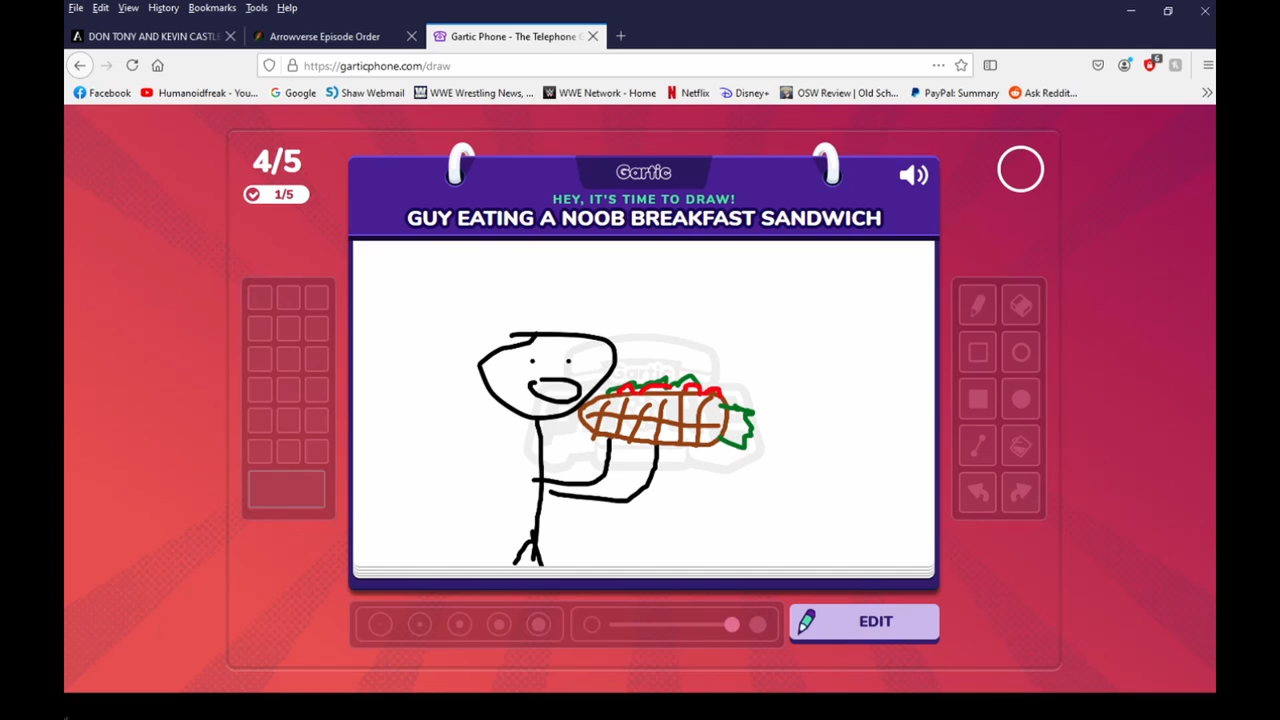 File Edit View History Bookmarks Tools Help
DON TONY AND KEVIN CASTLE
Arrowverse Episode Order
Gartic Phone - The Telephone G
https://garticphone.com/draw
6
Facebook
Humanoidfreak - You...
Google
Shaw Webmail
WWE Wrestling News, ...
WWE Network - Home
Netflix
Disney+
OSW Review | Old Sch...
PayPal: Summary
Ask Reddit...
4/5
1/5
Gartic
HEY, IT'S TIME TO DRAW!
GUY EATING A NOOB BREAKFAST SANDWICH
Gartic
EDIT